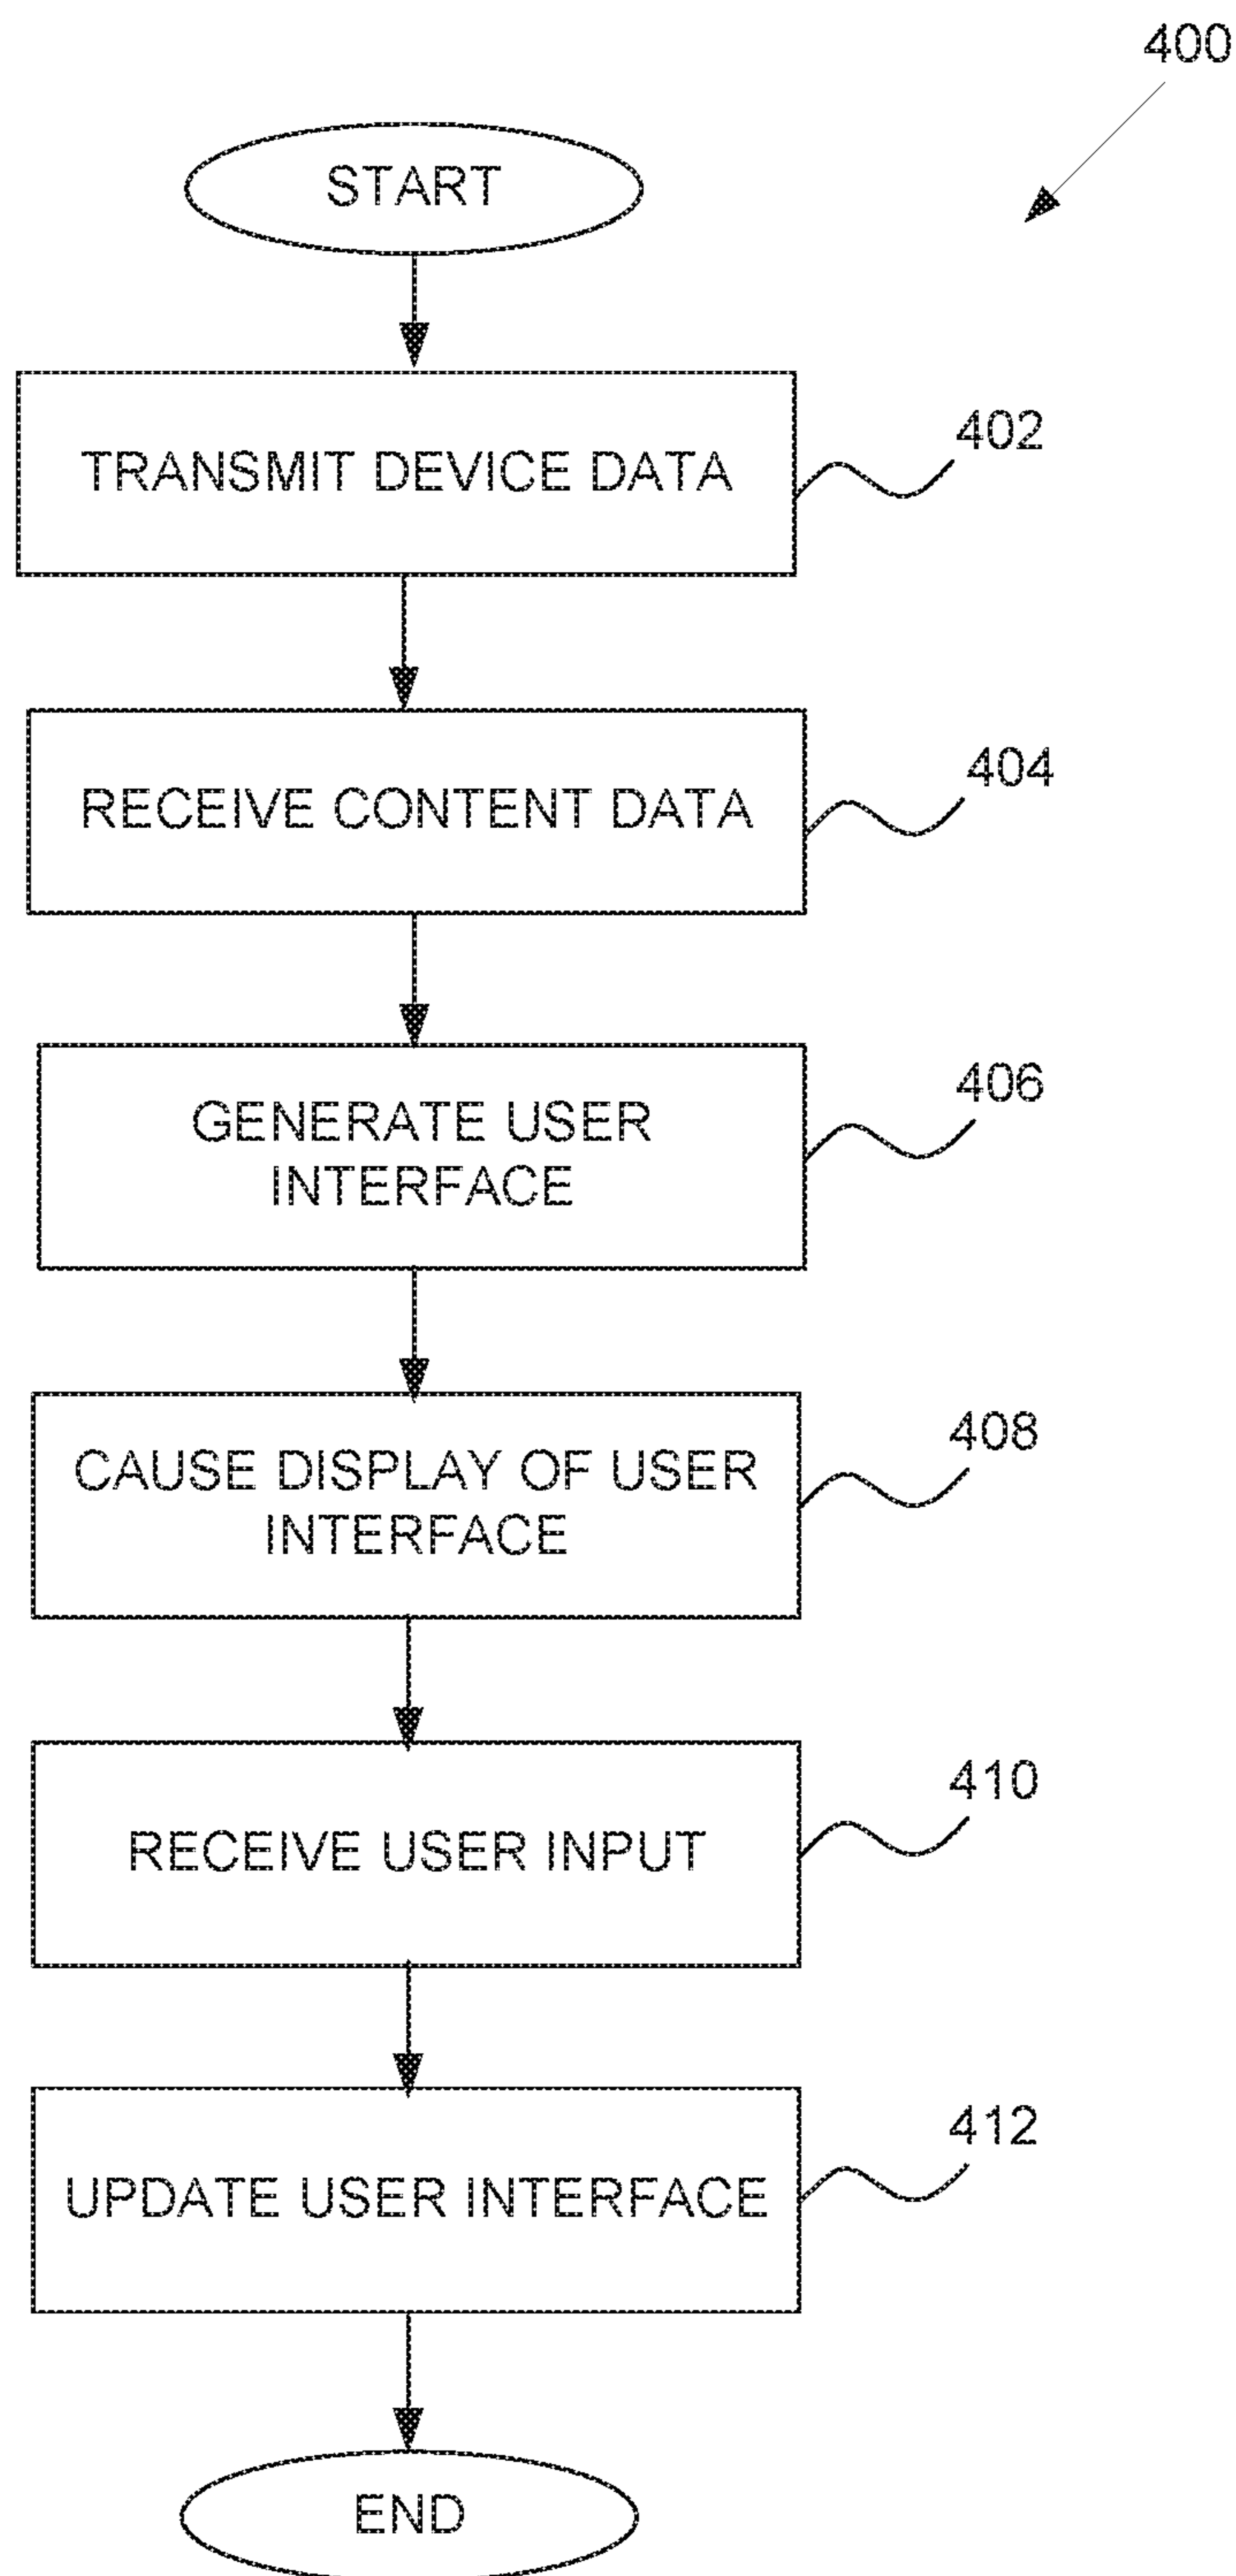 400
START
TRANSMIT DEVICE DATA
402
RECEIVE CONTENT DATA
404
GENERATE USER
INTERFACE
406
CAUSE DISPLAY OF USER
INTERFACE
408
RECEIVE USER INPUT
410
UPDATE USER INTERFACE
412
END